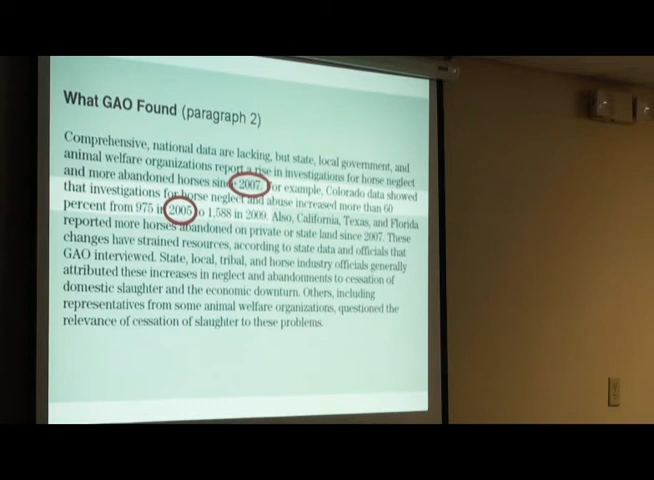 What GAO Found (paragraph 2)
Comprehensive, national data are lacking, but state, local government, and
animal welfare organizations report a rise in investigations for horse neglect
and more abandoned horses since 2007. For example, Colorado data showed
that investigations for horse neglect and abuse increased more than 60
percent from 975 in 2005 to 1,588 in 2009. Also, California, Texas, and Florida
reported more horses abandoned on private or state land since 2007. These
changes have strained resources, according to state data and officials that
GAO interviewed. State, local, tribal, and horse industry officials generally
attributed these increases in neglect and abandonments to cessation of
domestic slaughter and the economic downturn. Others, including
representatives from some animal welfare organizations, questioned the
relevance of cessation of slaughter to these problems.